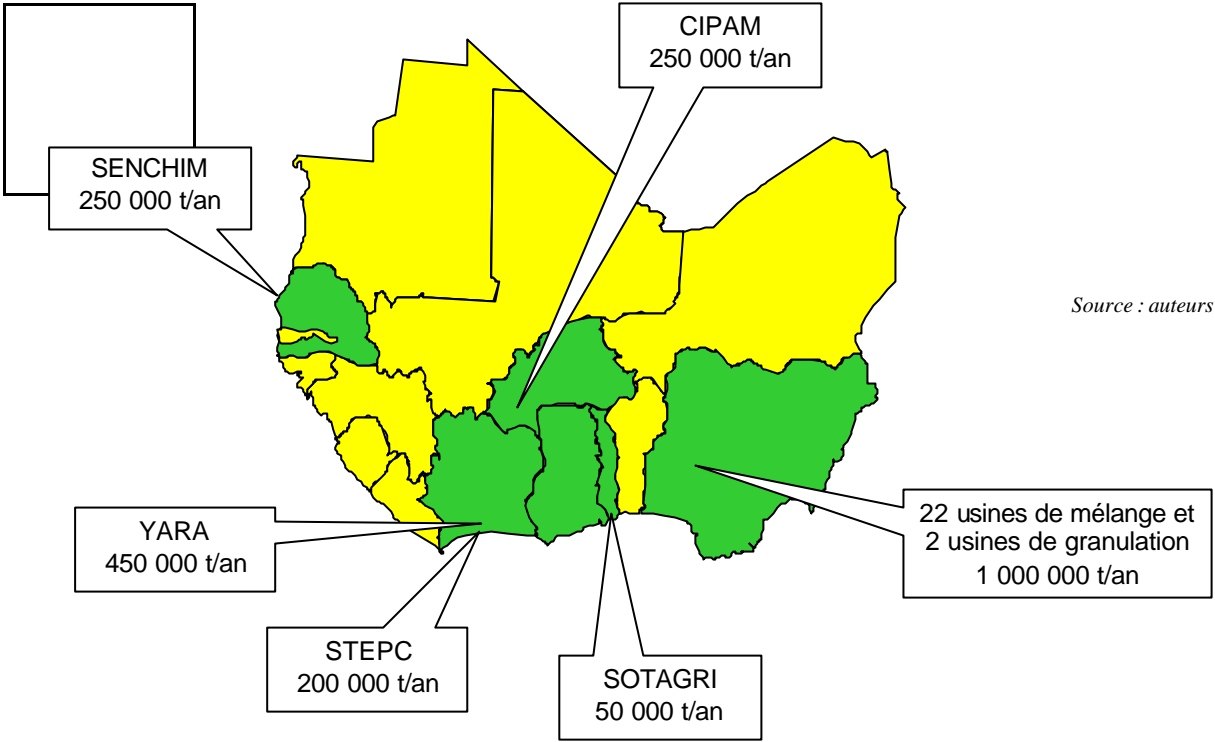 CIPAM
250 000 t/an
SENCHIM
250 000 t/an
Source : auteurs
YARA
450 000 t/an
22 usines de mélange et
2 usines de granulation
1 000 000 t/an
STEPC
200 000 t/an
SOTAGRI
50 000 t/an